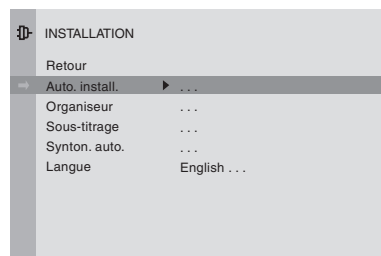 INSTALLATION
Retour
Auto. install. ...
Organiseur ...
Sous-titrage ...
Synton. auto. ...
Langue English ...